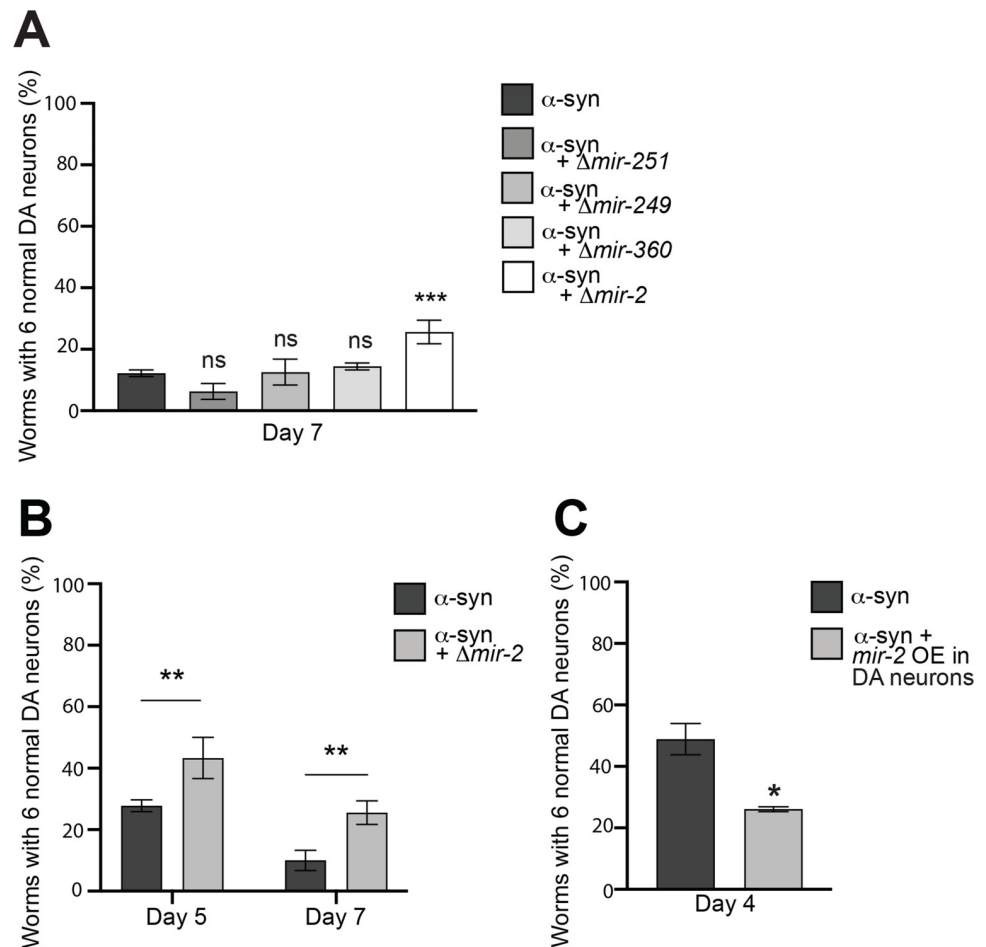 A
Worms with 6 normal DA neurons (%)
100
80
60
40
20
0
ns
ns
ns
***
Day 7
α-syn
α-syn
+ Δmir-251
α-syn
+ Δmir-249
α-syn
+ Δmir-360
α-syn
+ Δmir-2
B
Worms with 6 normal DA neurons (%)
100
80
60
40
20
0
**
**
Day 5
Day 7
α-syn
α-syn
+ Δmir-2
C
Worms with 6 normal DA neurons (%)
100
80
60
40
20
0
*
Day 4
α-syn
α-syn +
mir-2 OE in
DA neurons